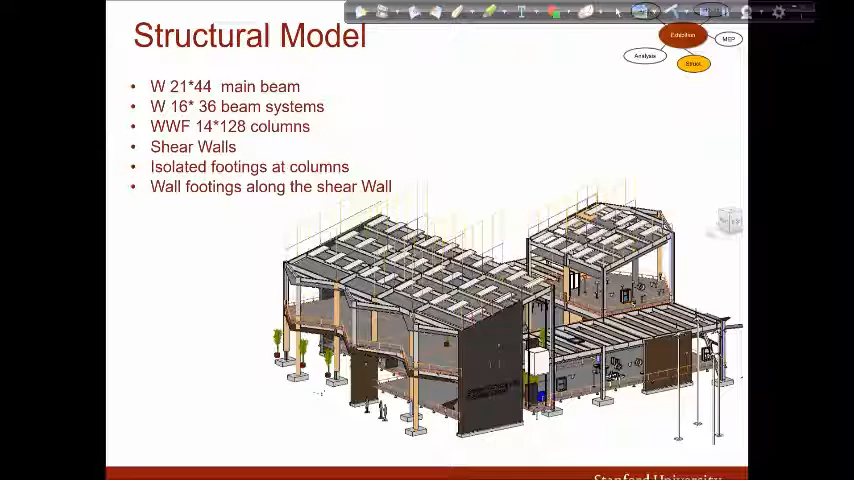 Structural Model
Exhibition
MEP
Analysis
Struct.
• W 21*44 main beam
• W 16* 36 beam systems
• WWF 14*128 columns
• Shear Walls
• Isolated footings at columns
• Wall footings along the shear Wall
Stanford University